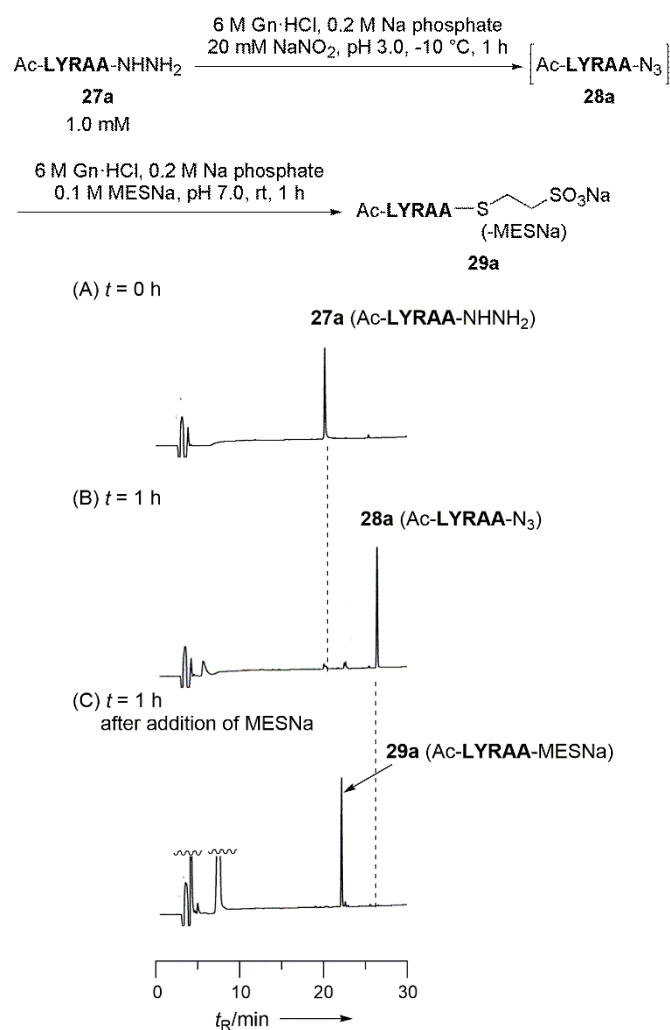 6 M Gn·HCl, 0.2 M Na phosphate
20 mM NaNO₂, pH 3.0, -10 °C, 1 h
Ac-LYRAA-NHNH₂
[Ac-LYRAA-N₃]
27a
28a
1.0 mM
6 M Gn·HCl, 0.2 M Na phosphate
0.1 M MESNa, pH 7.0, rt, 1 h
Ac-LYRAA-S SO₃Na
(-MESNa)
29a
(A) t = 0 h
27a (Ac-LYRAA-NHNH₂)
(B) t = 1 h
28a (Ac-LYRAA-N₃)
(C) t = 1 h
after addition of MESNa
29a (Ac-LYRAA-MESNa)
0 10 20 30
tR/min